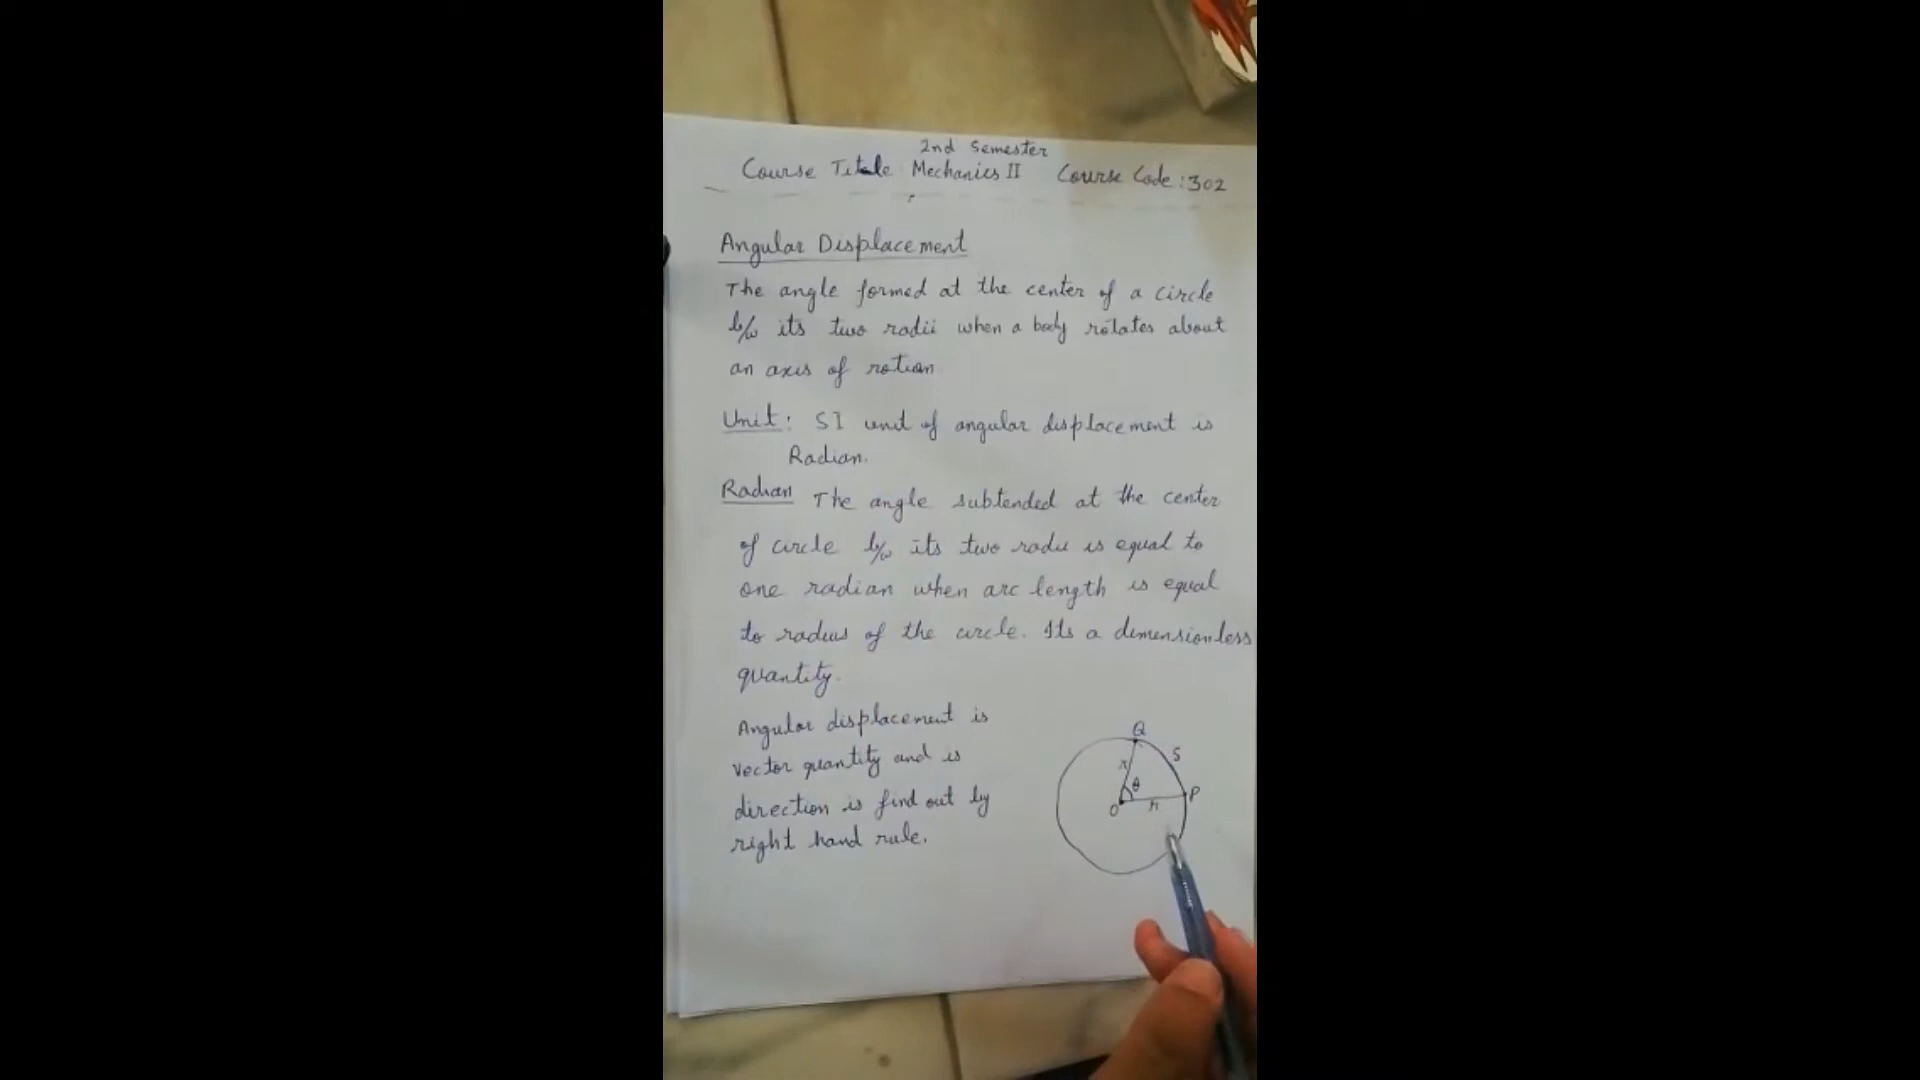 2nd Semester
Course Titile Mechanics II Course Code: 302
Angular Displacement
The angle formed at the center of a circle
b/w its two radii when a body rotates about
an axis of rotion
Unit: SI unit of angular displacement is
Radian.
Radian The angle subtended at the center
of circle b/w its two radii is equal to
one radian when arc length is equal
to radius of the circle. Its a dimensionless
quantity.
Angular displacement is
vector quantity and is
direction is find out by
right hand rule.
Q
S
r
θ
P
O
r